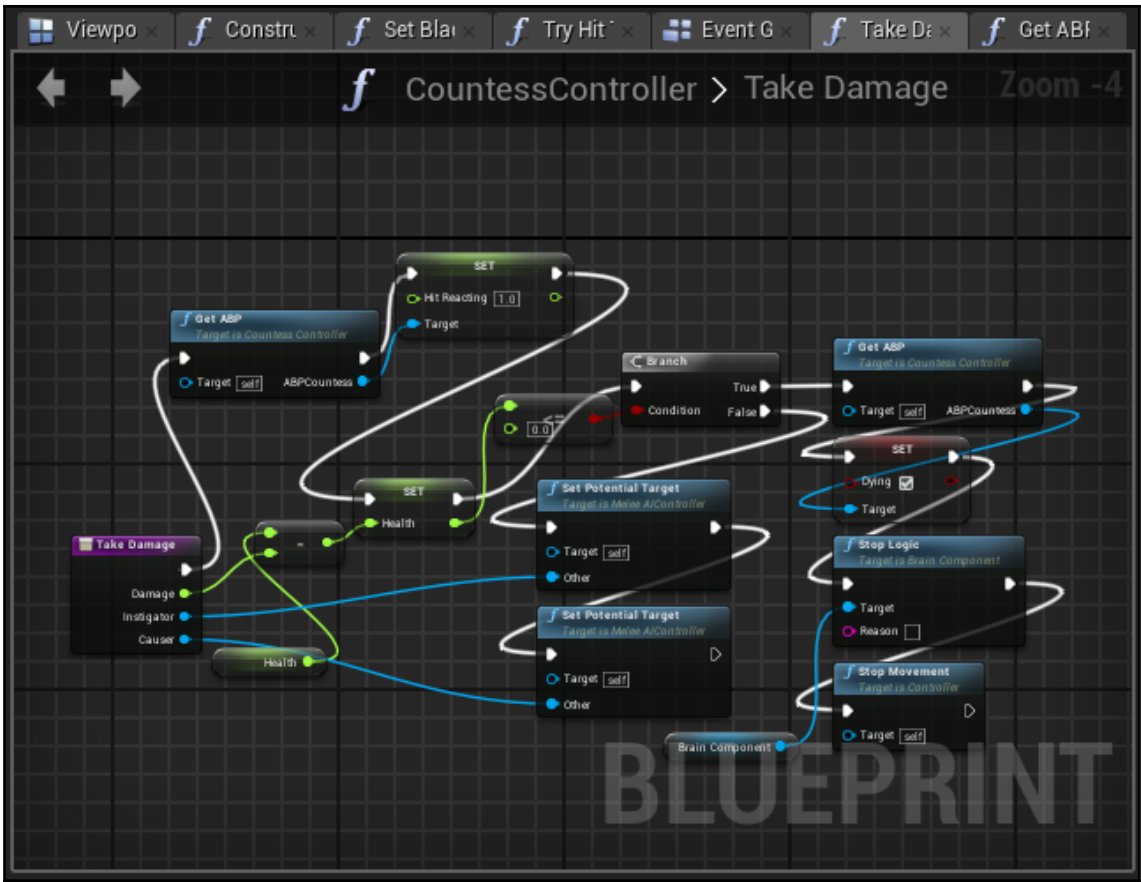 Viewpo
Constru
Set Blac
Try Hit
Event G
Take Da
Get ABF
CountessController > Take Damage
Zoom -4
SET
Hit Reacting 1.0
Target
Get ABP
Target is Countess Controller
Target self ABPCountess
Branch
True
Condition False
Get ABP
Target is Countess Controller
Target self ABPCountess
<=
0.0
SET
Dying
Target
SET
Health
Set Potential Target
Target is Melee AIController
Target self
Other
Take Damage
Damage
Instigator
Causer
-
Health
Stop Logic
Target is Brain Component
Target
Reason
Set Potential Target
Target is Melee AIController
Target self
Other
Stop Movement
Target is Controller
Target self
Brain Component
BLUEPRINT